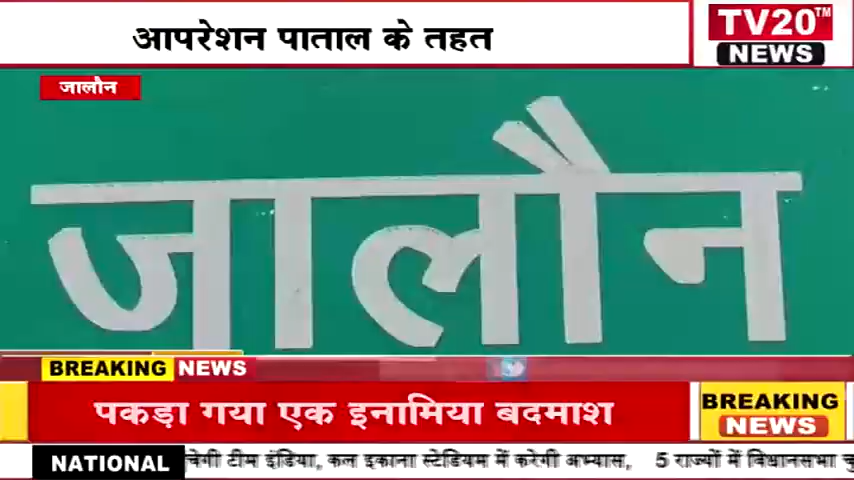 आपरेशन पाताल के तहत
TV20™
NEWS
जालौन
जालौन
BREAKING NEWS
पकड़ा गया एक इनामिया बदमाश
BREAKING
NEWS
NATIONAL
टीम इंडिया, कल इकाना स्टेडियम में करेगी अभ्यास, 5 राज्यों में विधानसभा